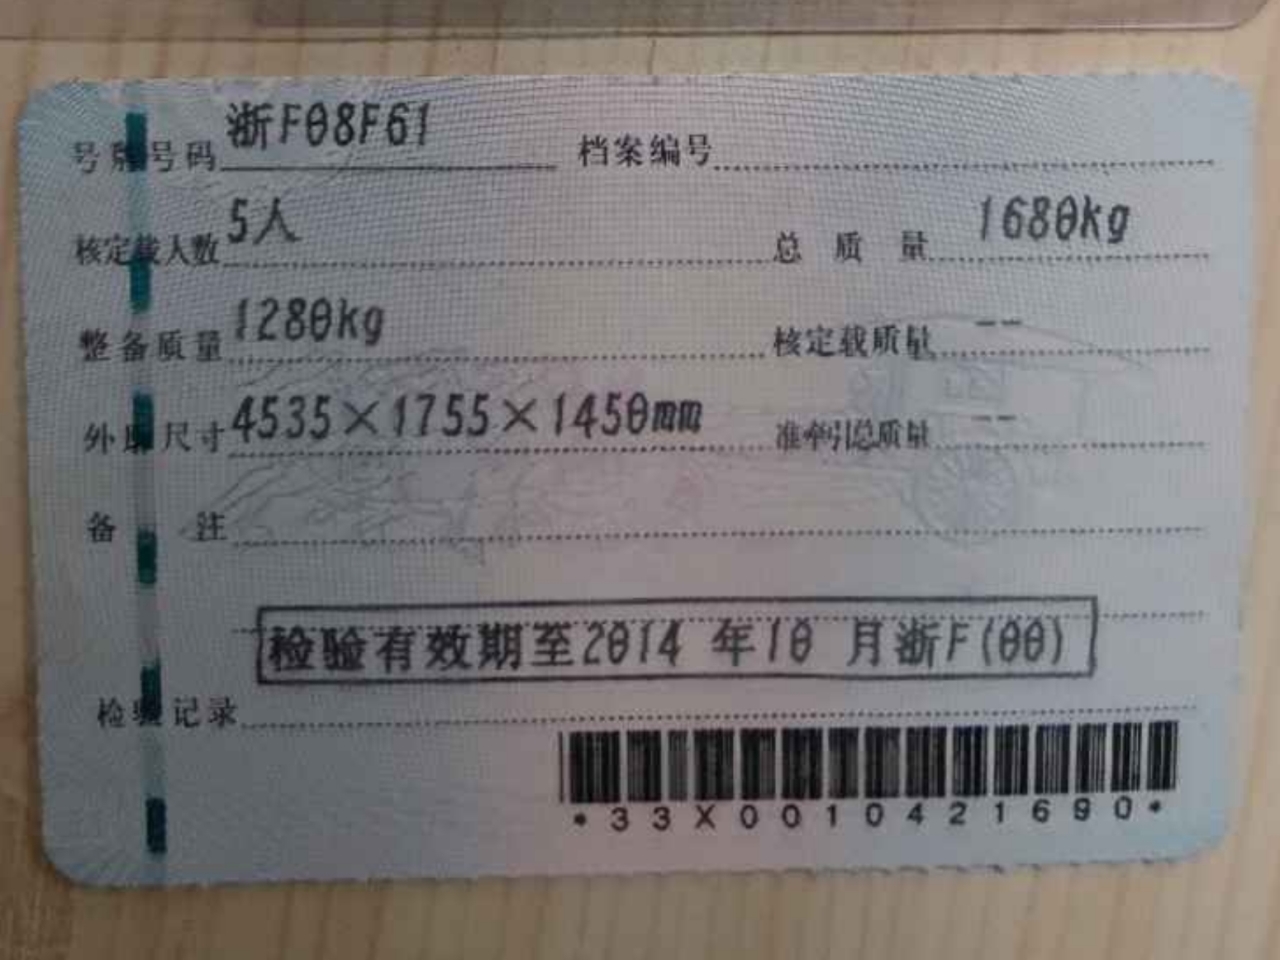 号牌号码 浙F08F61 档案编号
核定载人数 5人 总质量 1680kg
整备质量 1280kg 核定载质量 --
外廓尺寸 4535×1755×1450mm 准牵引总质量 --
备注
检验有效期至2014 年10 月浙F(00)
检验记录
*33X0010421690*